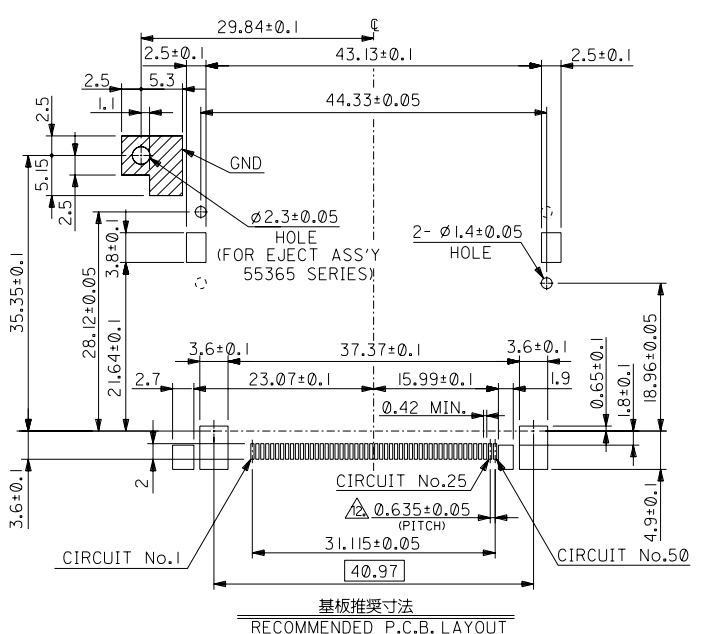 ℄
29.84±0.1
2.5±0.1
43.13±0.1
2.5±0.1
2.5
5.3
44.33±0.05
1.1
2.5
5.15
2.5
GND
ø2.3±0.05
HOLE
(FOR EJECT ASS'Y
55365 SERIES)
2- ø1.4±0.05
HOLE
3.8±0.1
35.35±0.1
28.12±0.05
21.64±0.1
3.6±0.1
37.37±0.1
3.6±0.1
2.7
23.07±0.1
15.99±0.1
1.9
0.42 MIN.
0.65±0.1
1.8±0.1
18.96±0.05
3.6±0.1
2
CIRCUIT No.25
12. 0.635±0.05
(PITCH)
4.9±0.1
31.115±0.05
CIRCUIT No.1
CIRCUIT No.50
40.97
基板推奨寸法
RECOMMENDED P.C.B. LAYOUT